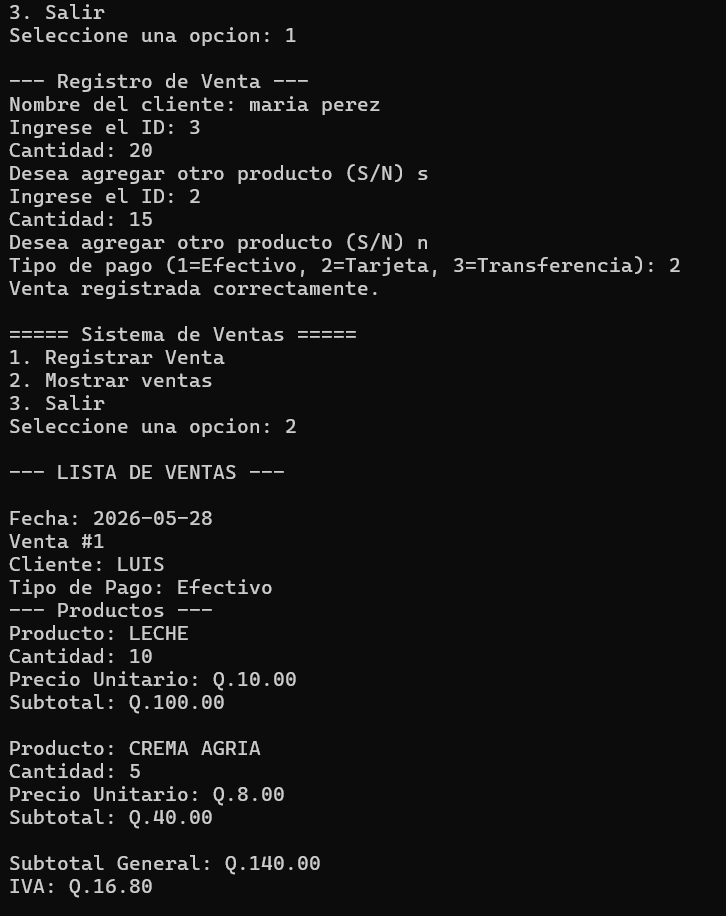 3. Salir
Seleccione una opcion: 1
--- Registro de Venta ---
Nombre del cliente: maria perez
Ingrese el ID: 3
Cantidad: 20
Desea agregar otro producto (S/N) s
Ingrese el ID: 2
Cantidad: 15
Desea agregar otro producto (S/N) n
Tipo de pago (1=Efectivo, 2=Tarjeta, 3=Transferencia): 2
Venta registrada correctamente.
===== Sistema de Ventas =====
1. Registrar Venta
2. Mostrar ventas
3. Salir
Seleccione una opcion: 2
--- LISTA DE VENTAS ---
Fecha: 2026-05-28
Venta #1
Cliente: LUIS
Tipo de Pago: Efectivo
--- Productos ---
Producto: LECHE
Cantidad: 10
Precio Unitario: Q.10.00
Subtotal: Q.100.00
Producto: CREMA AGRIA
Cantidad: 5
Precio Unitario: Q.8.00
Subtotal: Q.40.00
Subtotal General: Q.140.00
IVA: Q.16.80